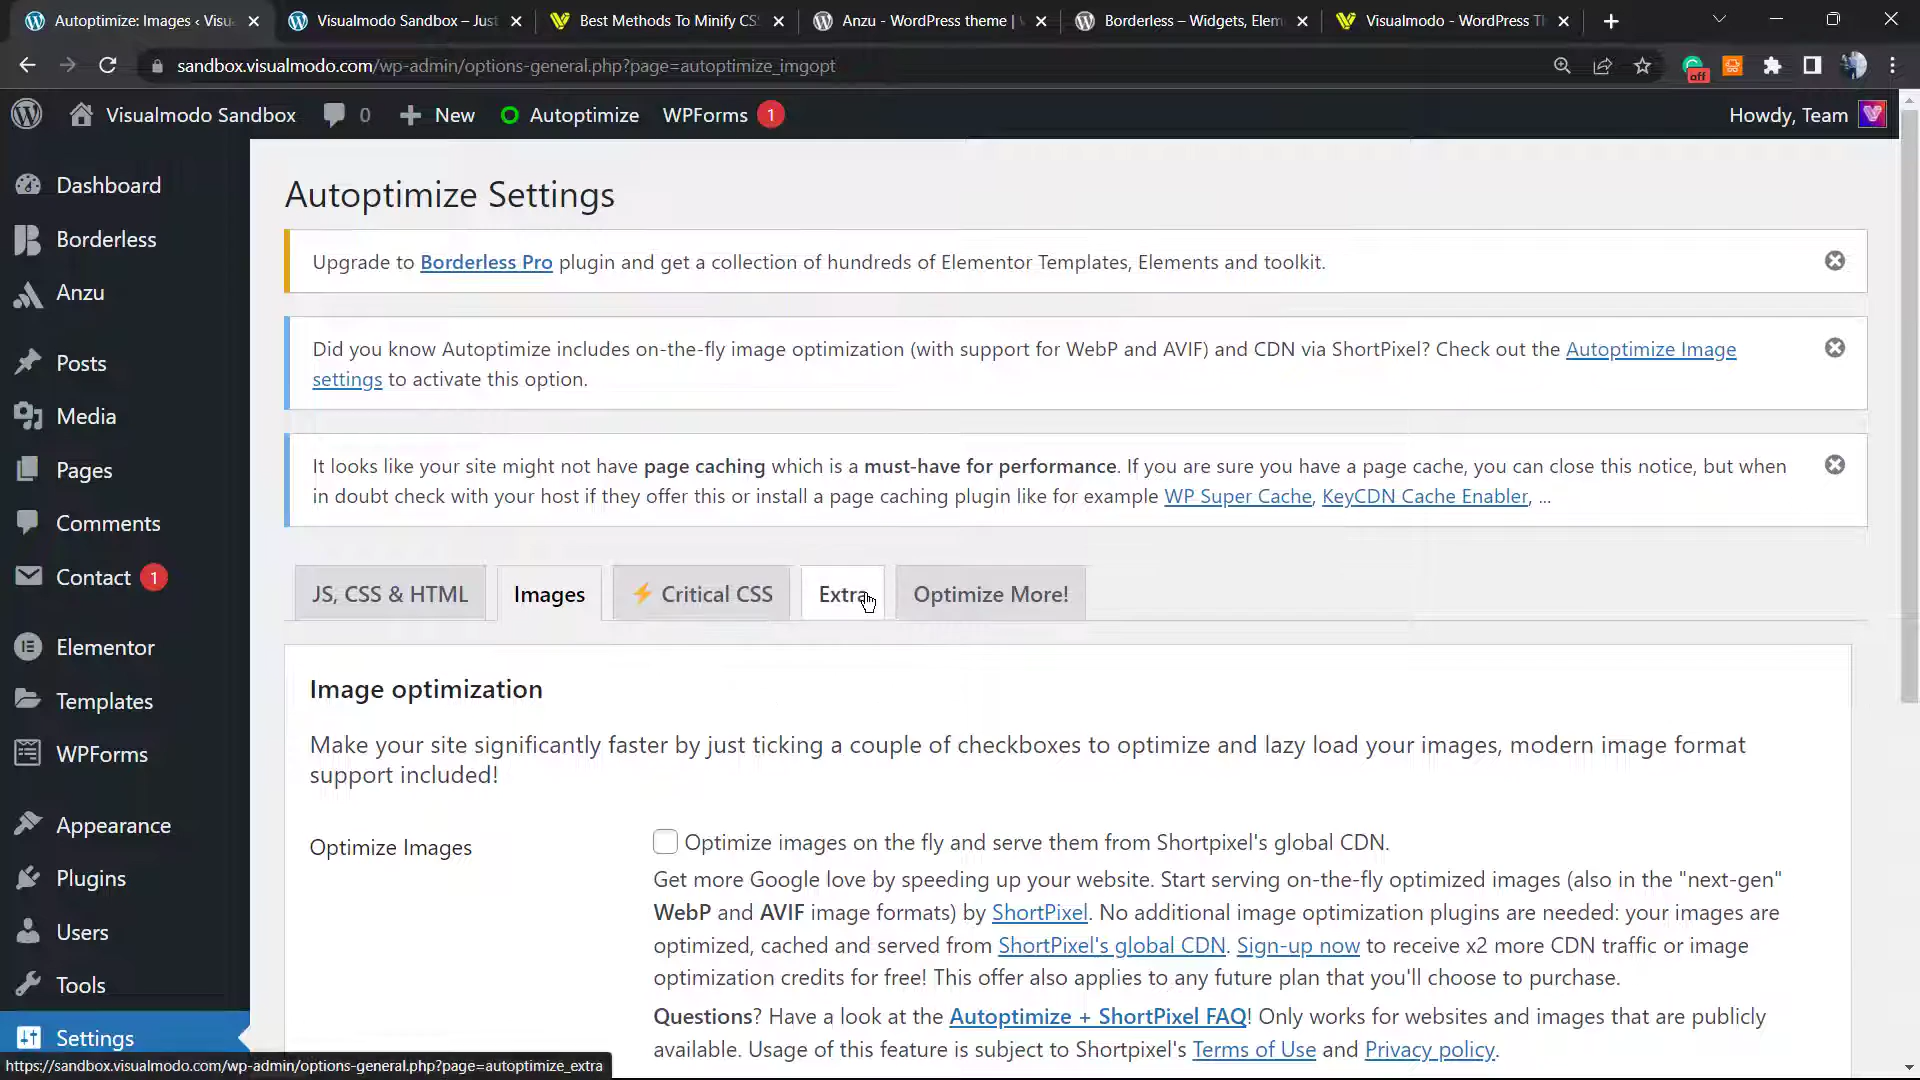 Autoptimize: Images ‹ Visu
Visualmodo Sandbox – Just
Best Methods To Minify CS
Anzu - WordPress theme |
Borderless – Widgets, Elem
Visualmodo - WordPress Th
sandbox.visualmodo.com/wp-admin/options-general.php?page=autoptimize_imgopt
off
Visualmodo Sandbox
0
New
Autoptimize
WPForms
1
Howdy, Team
Dashboard
Borderless
Anzu
Posts
Media
Pages
Comments
Contact 1
Elementor
Templates
WPForms
Appearance
Plugins
Users
Tools
Settings
Autoptimize Settings
Upgrade to Borderless Pro plugin and get a collection of hundreds of Elementor Templates, Elements and toolkit.
Did you know Autoptimize includes on-the-fly image optimization (with support for WebP and AVIF) and CDN via ShortPixel? Check out the Autoptimize Image
settings to activate this option.
It looks like your site might not have page caching which is a must-have for performance. If you are sure you have a page cache, you can close this notice, but when
in doubt check with your host if they offer this or install a page caching plugin like for example WP Super Cache, KeyCDN Cache Enabler, ...
JS, CSS & HTML
Images
Critical CSS
Extra
Optimize More!
Image optimization
Make your site significantly faster by just ticking a couple of checkboxes to optimize and lazy load your images, modern image format
support included!
Optimize Images
Optimize images on the fly and serve them from Shortpixel's global CDN.
Get more Google love by speeding up your website. Start serving on-the-fly optimized images (also in the "next-gen"
WebP and AVIF image formats) by ShortPixel. No additional image optimization plugins are needed: your images are
optimized, cached and served from ShortPixel's global CDN. Sign-up now to receive x2 more CDN traffic or image
optimization credits for free! This offer also applies to any future plan that you'll choose to purchase.
Questions? Have a look at the Autoptimize + ShortPixel FAQ! Only works for websites and images that are publicly
available. Usage of this feature is subject to Shortpixel's Terms of Use and Privacy policy.
https://sandbox.visualmodo.com/wp-admin/options-general.php?page=autoptimize_extra